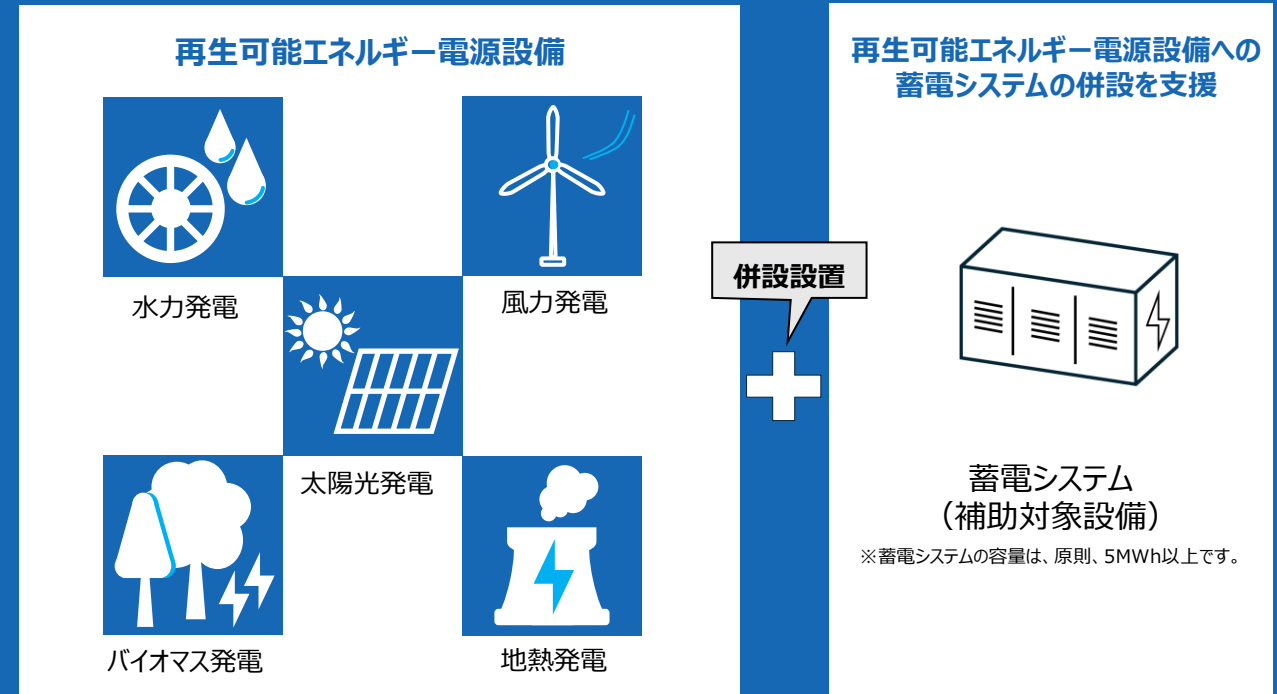 再生可能エネルギー電源設備
水力発電
風力発電
太陽光発電
バイオマス発電
地熱発電
併設設置
再生可能エネルギー電源設備への
蓄電システムの併設を支援
蓄電システム
（補助対象設備）
※蓄電システムの容量は、原則、5MWh以上です。